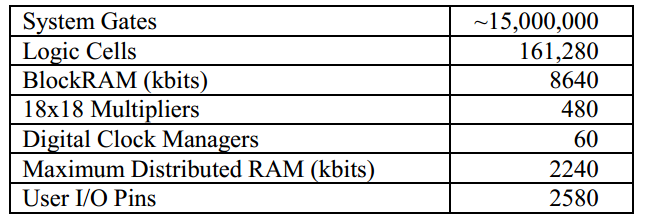 System Gates ~15,000,000
Logic Cells 161,280
BlockRAM (kbits) 8640
18x18 Multipliers 480
Digital Clock Managers 60
Maximum Distributed RAM (kbits) 2240
User I/O Pins 2580